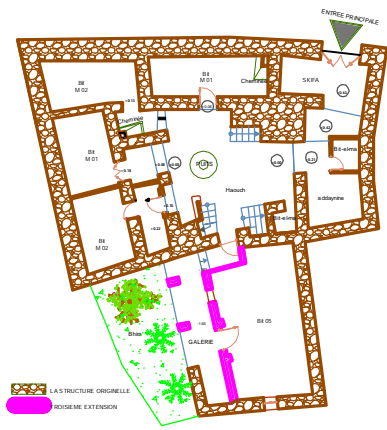 ENTREE PRINCIPALE
Bit
M 02
Bit
M 01
Cheminée
SKIFA
Cheminée
Bit
M 01
PUITS
Bit-elma
Haouch
addaynine
Bit-elma
Bit
M 02
Bhira
GALERIE
Bit 05
LA STRUCTURE ORIGINELLE
TROISIEME EXTENSION